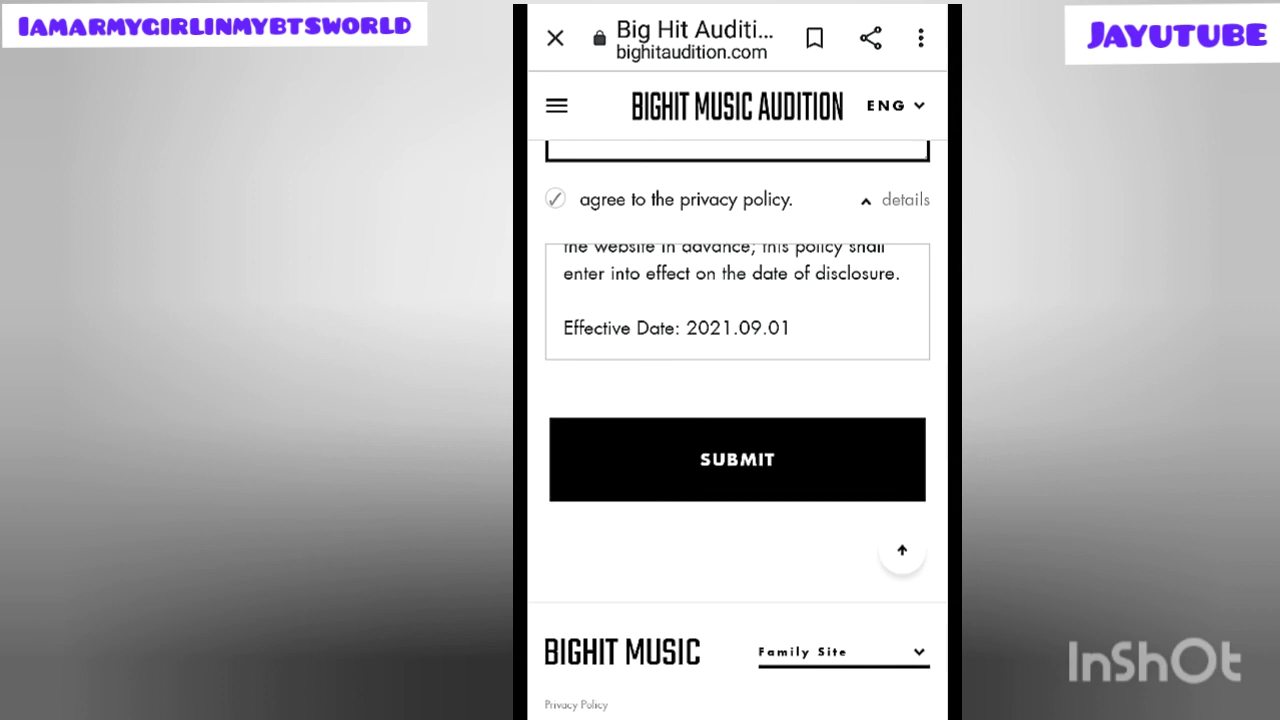 IAMARMYGIRLINMYBTSWORLD
JAYUTUBE
Big Hit Auditi...
bighitaudition.com
BIGHIT MUSIC AUDITION
ENG
agree to the privacy policy.
details
the website in advance; this policy shall
enter into effect on the date of disclosure.
Effective Date: 2021.09.01
SUBMIT
BIGHIT MUSIC
Family Site
Privacy Policy
InShOt